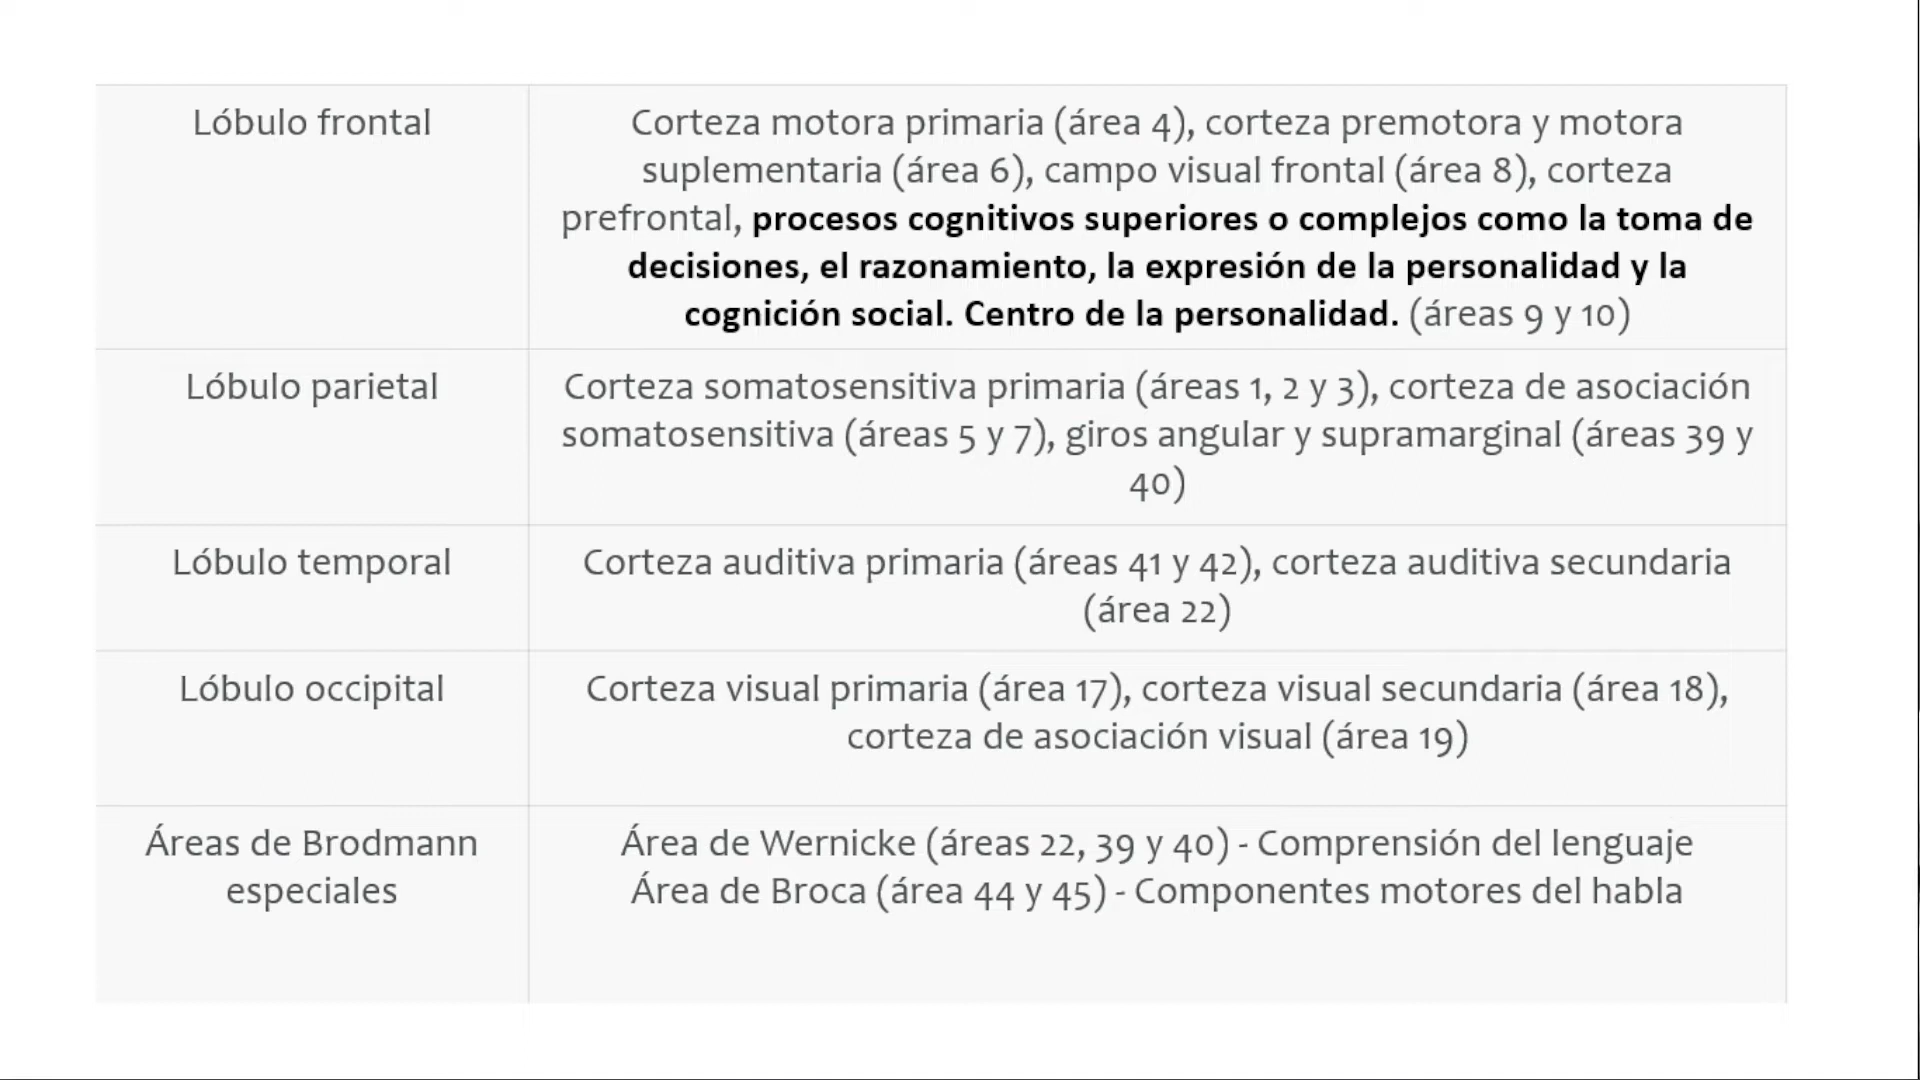 Lóbulo frontal
Corteza motora primaria (área 4), corteza premotora y motora
suplementaria (área 6), campo visual frontal (área 8), corteza
prefrontal, procesos cognitivos superiores o complejos como la toma de
decisiones, el razonamiento, la expresión de la personalidad y la
cognición social. Centro de la personalidad. (áreas 9 y 10)
Lóbulo parietal
Corteza somatosensitiva primaria (áreas 1, 2 y 3), corteza de asociación
somatosensitiva (áreas 5 y 7), giros angular y supramarginal (áreas 39 y
40)
Lóbulo temporal
Corteza auditiva primaria (áreas 41 y 42), corteza auditiva secundaria
(área 22)
Lóbulo occipital
Corteza visual primaria (área 17), corteza visual secundaria (área 18),
corteza de asociación visual (área 19)
Áreas de Brodmann
especiales
Área de Wernicke (áreas 22, 39 y 40) - Comprensión del lenguaje
Área de Broca (área 44 y 45) - Componentes motores del habla